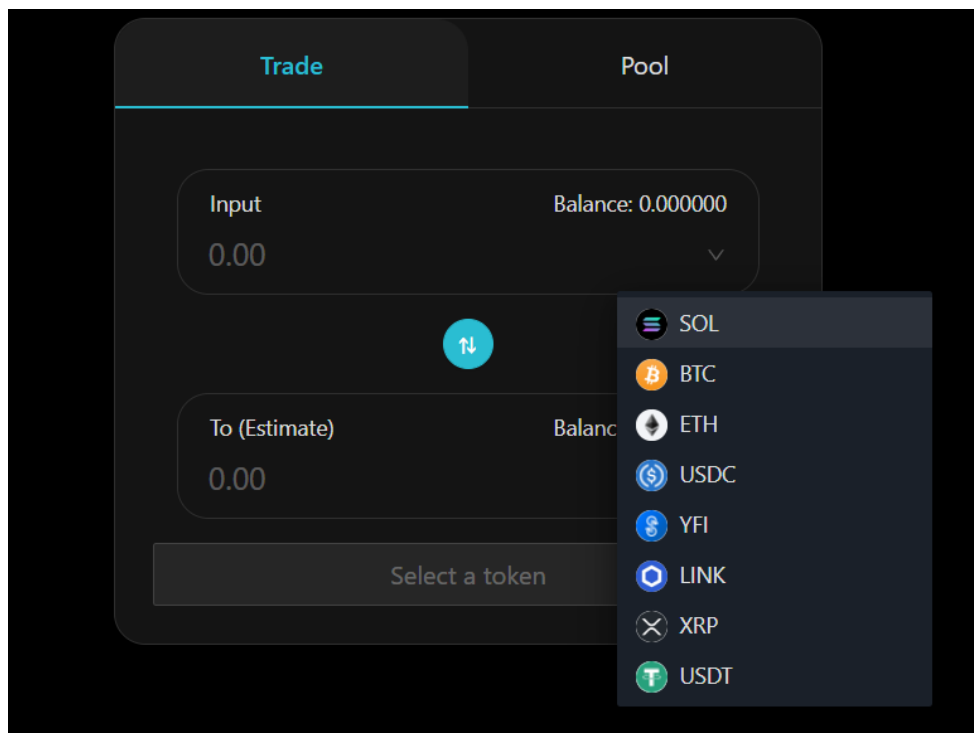 Trade Pool
Input Balance: 0.000000
0.00
SOL
BTC
To (Estimate) Balanc ETH
0.00 USDC
YFI
Select a token LINK
XRP
USDT